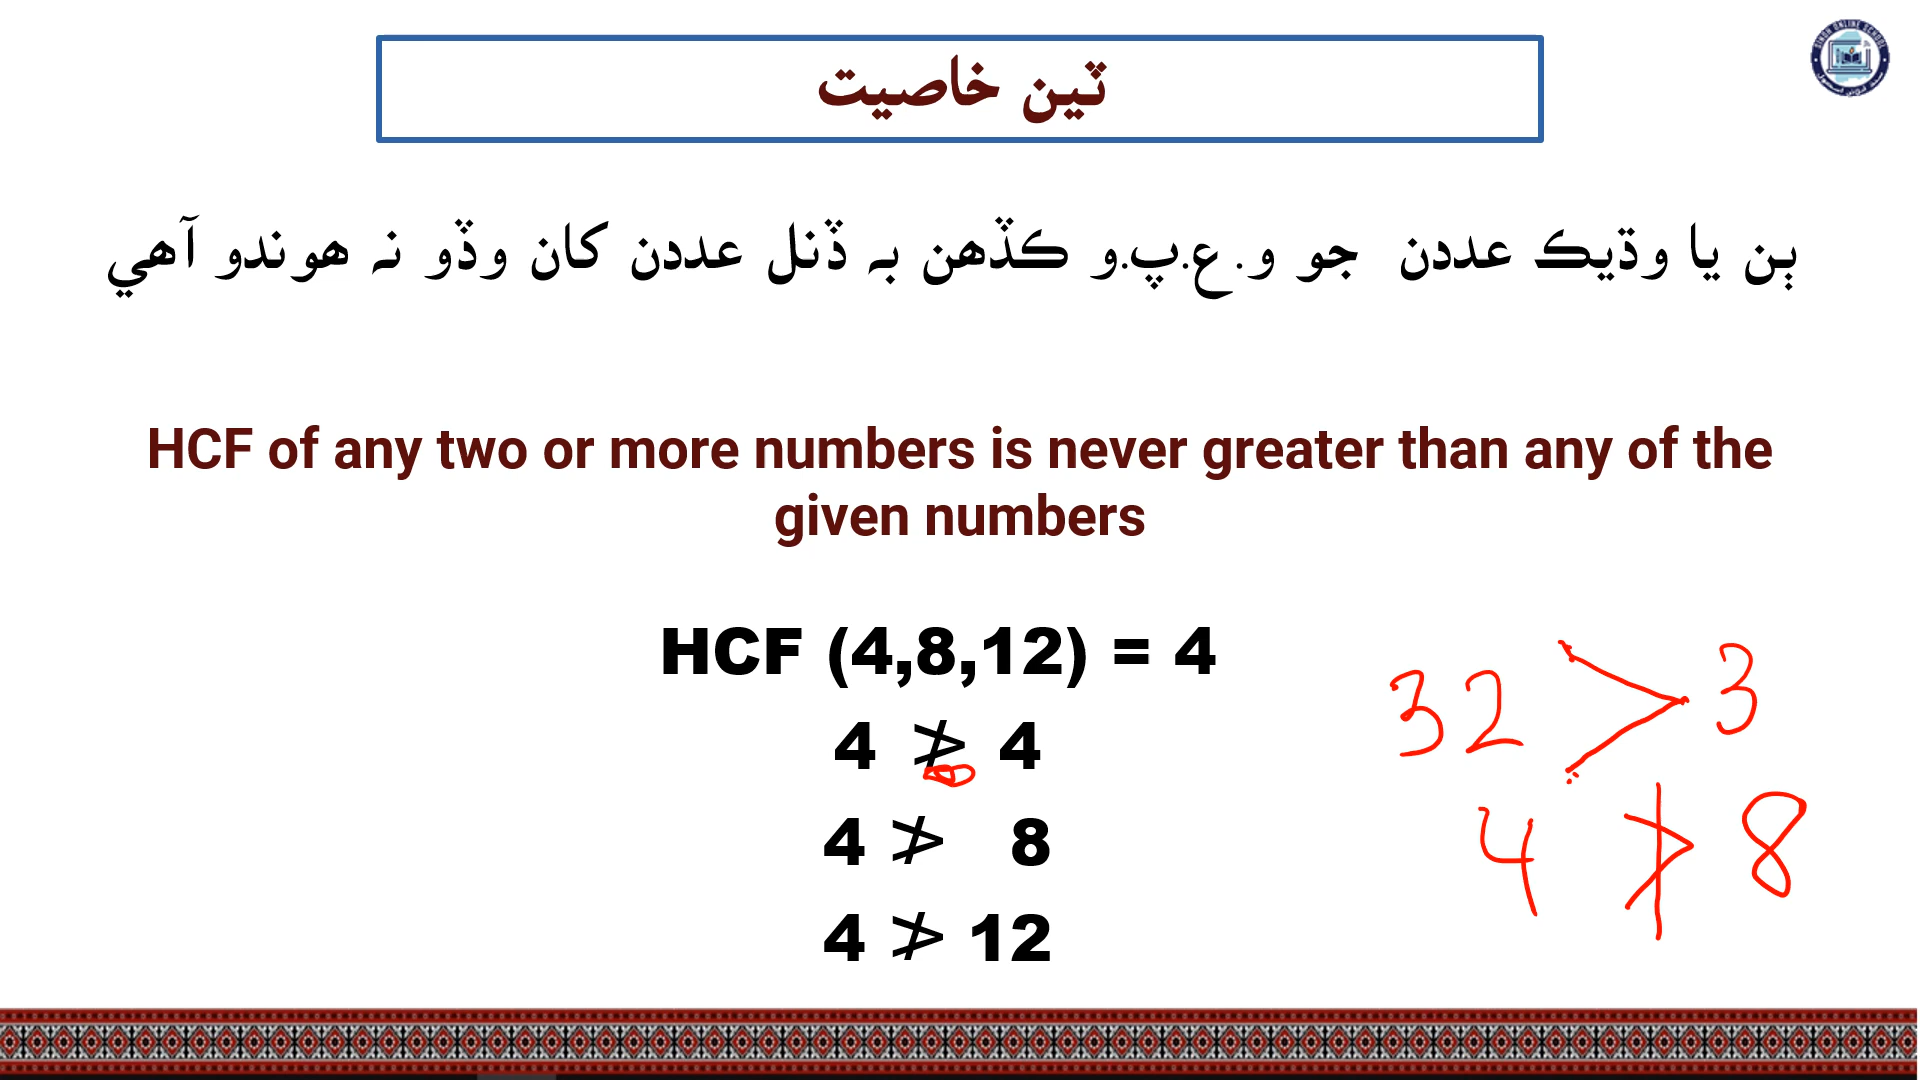 ٽين خاصيت
ٻن يا وڌيڪ عددن جو و.ع.پ.و ڪڏهن به ڏنل عددن کان وڏو نہ هوندو آهي
HCF of any two or more numbers is never greater than any of the
given numbers
HCF (4,8,12) = 4
4 ≯ 4
4 ≯ 8
4 ≯ 12
32 > 3
4 ≯ 8